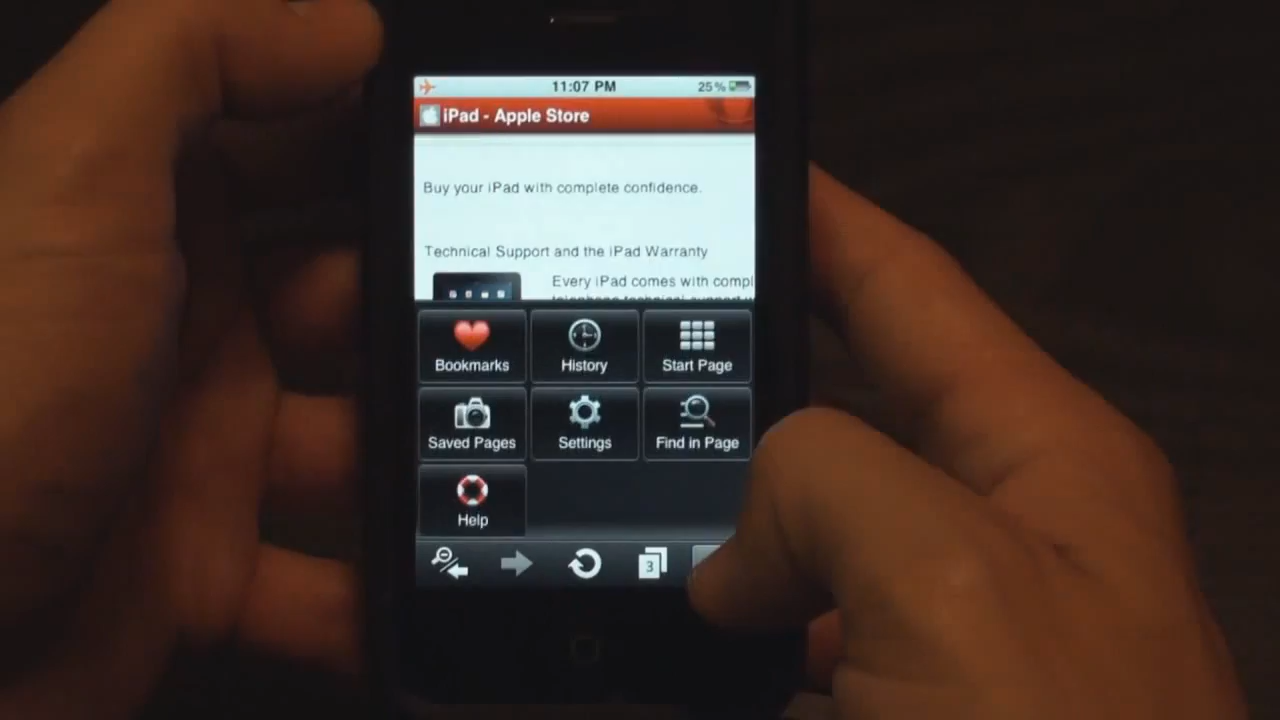 11:07 PM
25%
iPad - Apple Store
Buy your iPad with complete confidence.
Technical Support and the iPad Warranty
Every iPad comes with compl
Bookmarks
History
Start Page
Saved Pages
Settings
Find in Page
Help
3